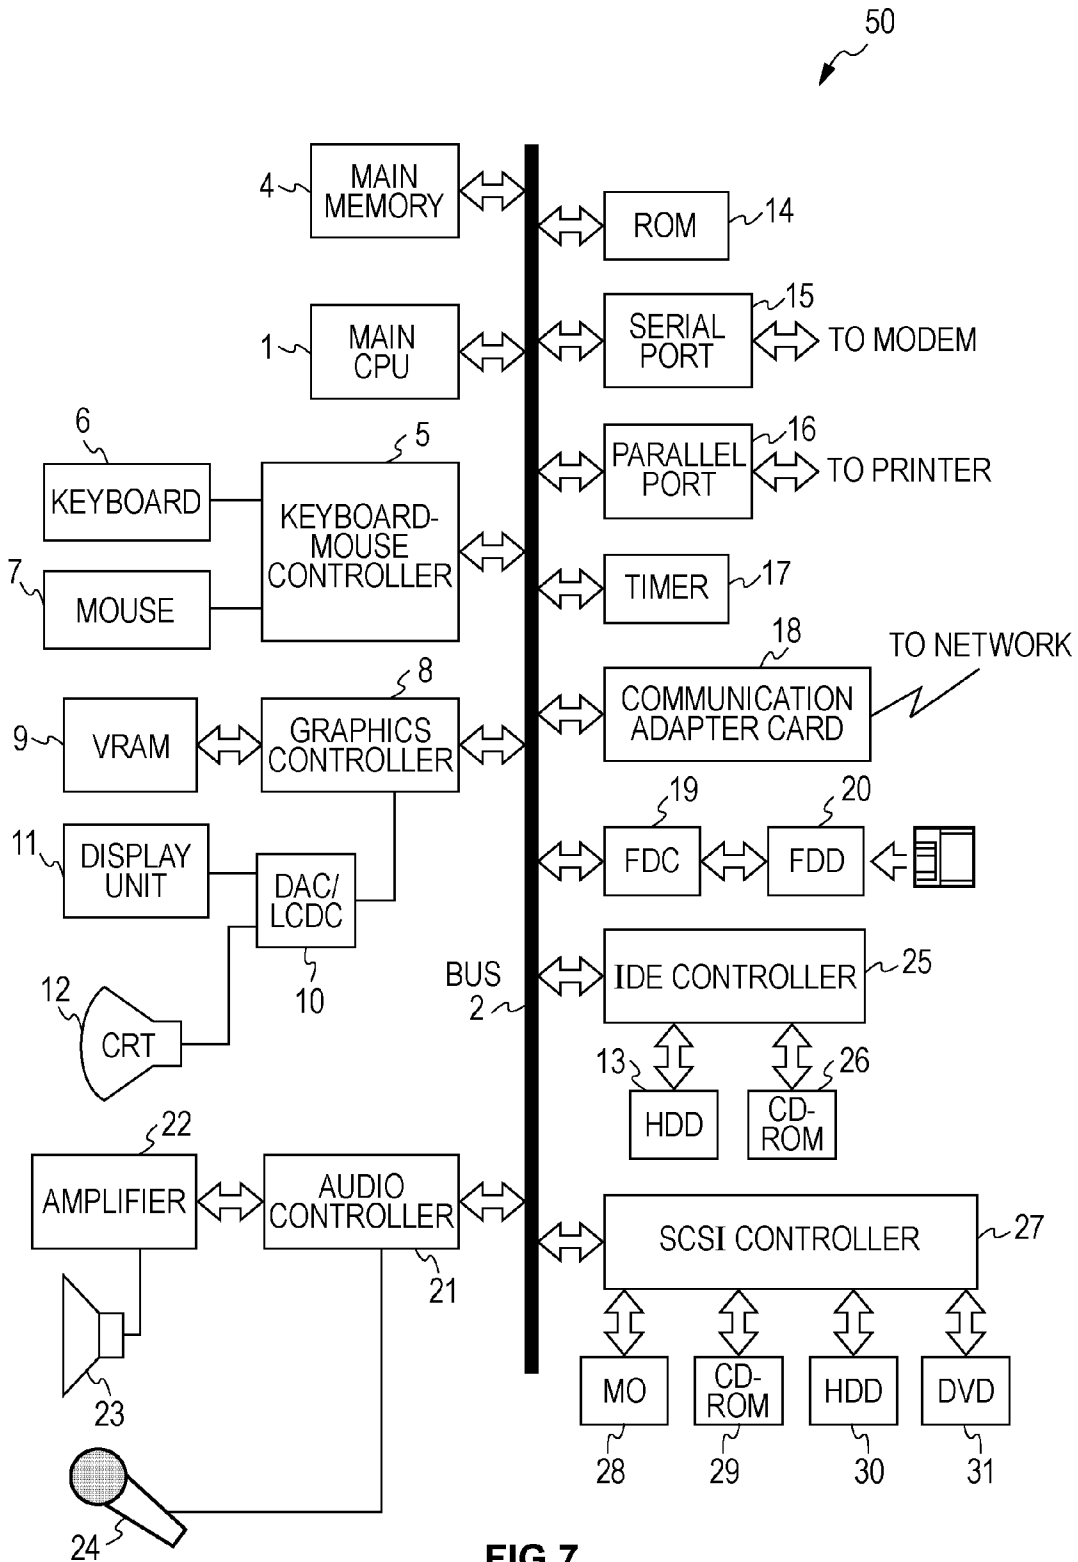 50
4
MAIN
MEMORY
ROM
14
1
MAIN
CPU
15
SERIAL
PORT
TO MODEM
6
KEYBOARD
5
KEYBOARD-
MOUSE
CONTROLLER
16
PARALLEL
PORT
TO PRINTER
7
MOUSE
TIMER
17
8
GRAPHICS
CONTROLLER
9
VRAM
18
COMMUNICATION
ADAPTER CARD
TO NETWORK
11
DISPLAY
UNIT
DAC/
LCDC
10
19
FDC
20
FDD
12
CRT
BUS
2
IDE CONTROLLER
25
13
HDD
26
CD-
ROM
22
AMPLIFIER
AUDIO
CONTROLLER
21
SCSI CONTROLLER
27
23
MO
28
CD-
ROM
29
HDD
30
DVD
31
24
FIG.7